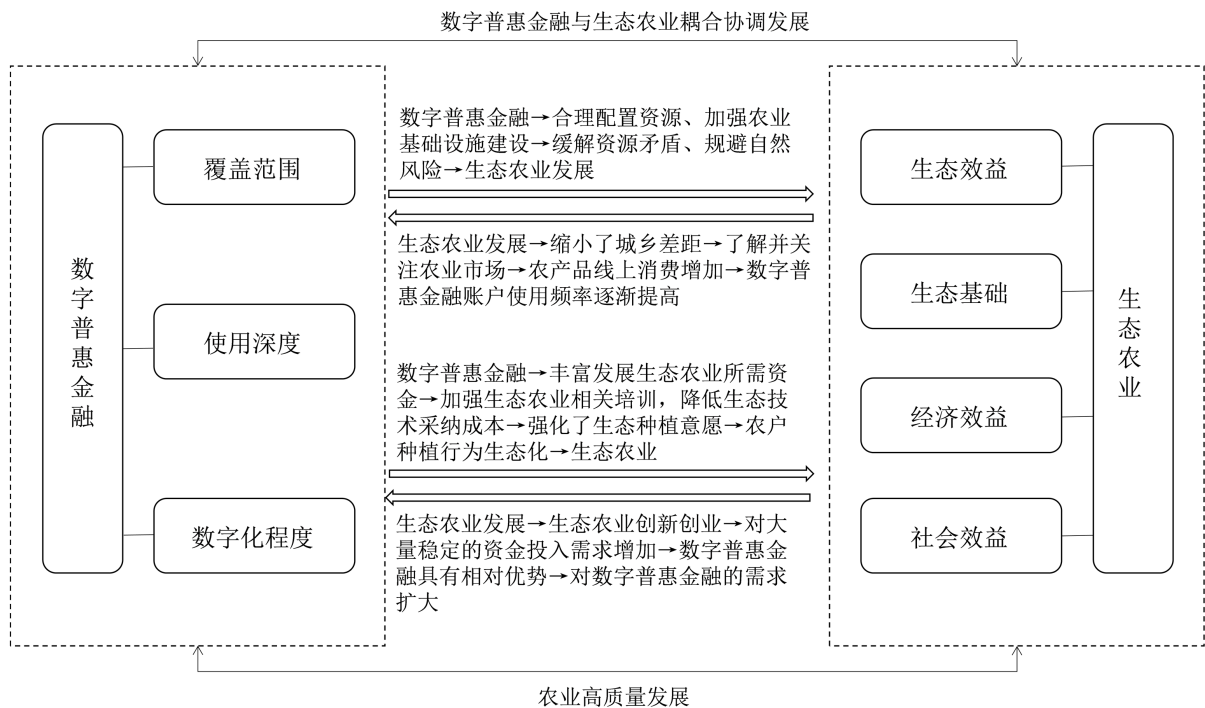 数字普惠金融与生态农业耦合协调发展
数字普惠金融
覆盖范围
使用深度
数字化程度
数字普惠金融→合理配置资源、加强农业
基础设施建设→缓解资源矛盾、规避自然
风险→生态农业发展
生态农业发展→缩小了城乡差距→了解并关
注农业市场→农产品线上消费增加→数字普
惠金融账户使用频率逐渐提高
数字普惠金融→丰富发展生态农业所需资
金→加强生态农业相关培训，降低生态技
术采纳成本→强化了生态种植意愿→农户
种植行为生态化→生态农业
生态农业发展→生态农业创新创业→对大
量稳定的资金投入需求增加→数字普惠金
融具有相对优势→对数字普惠金融的需求
扩大
生态效益
生态基础
经济效益
社会效益
生态农业
农业高质量发展